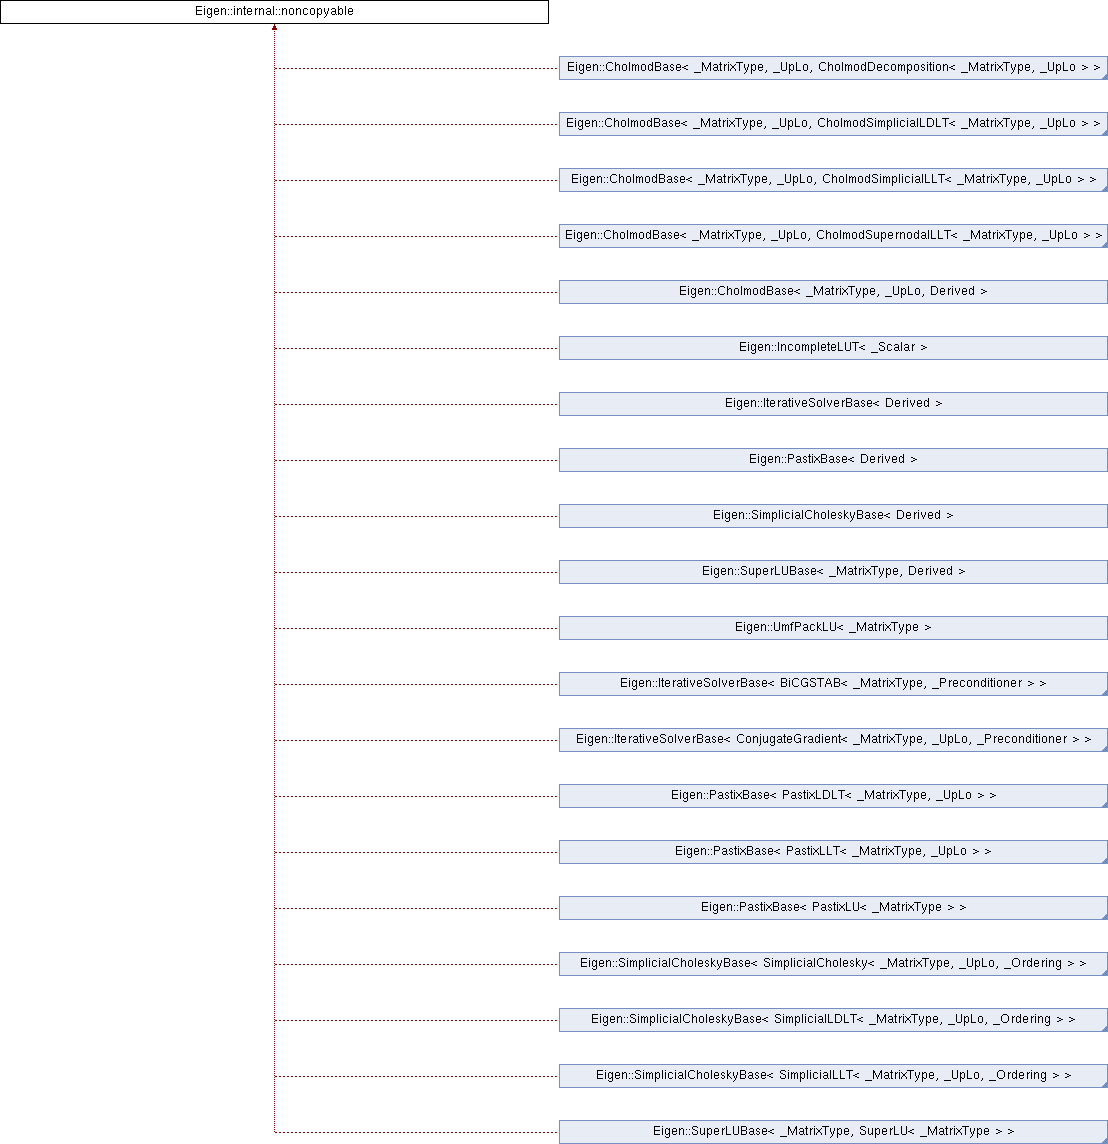 Eigen::internal::noncopyable
Eigen::CholmodBase< _MatrixType, _UpLo, CholmodDecomposition< _MatrixType, _UpLo > >
Eigen::CholmodBase< _MatrixType, _UpLo, CholmodSimplicialLDLT< _MatrixType, _UpLo > >
Eigen::CholmodBase< _MatrixType, _UpLo, CholmodSimplicialLLT< _MatrixType, _UpLo > >
Eigen::CholmodBase< _MatrixType, _UpLo, CholmodSupernodalLLT< _MatrixType, _UpLo > >
Eigen::CholmodBase< _MatrixType, _UpLo, Derived >
Eigen::IncompleteLUT< _Scalar >
Eigen::IterativeSolverBase< Derived >
Eigen::PastixBase< Derived >
Eigen::SimplicialCholeskyBase< Derived >
Eigen::SuperLUBase< _MatrixType, Derived >
Eigen::UmfPackLU< _MatrixType >
Eigen::IterativeSolverBase< BiCGSTAB< _MatrixType, _Preconditioner > >
Eigen::IterativeSolverBase< ConjugateGradient< _MatrixType, _UpLo, _Preconditioner > >
Eigen::PastixBase< PastixLDLT< _MatrixType, _UpLo > >
Eigen::PastixBase< PastixLLT< _MatrixType, _UpLo > >
Eigen::PastixBase< PastixLU< _MatrixType > >
Eigen::SimplicialCholeskyBase< SimplicialCholesky< _MatrixType, _UpLo, _Ordering > >
Eigen::SimplicialCholeskyBase< SimplicialLDLT< _MatrixType, _UpLo, _Ordering > >
Eigen::SimplicialCholeskyBase< SimplicialLLT< _MatrixType, _UpLo, _Ordering > >
Eigen::SuperLUBase< _MatrixType, SuperLU< _MatrixType > >